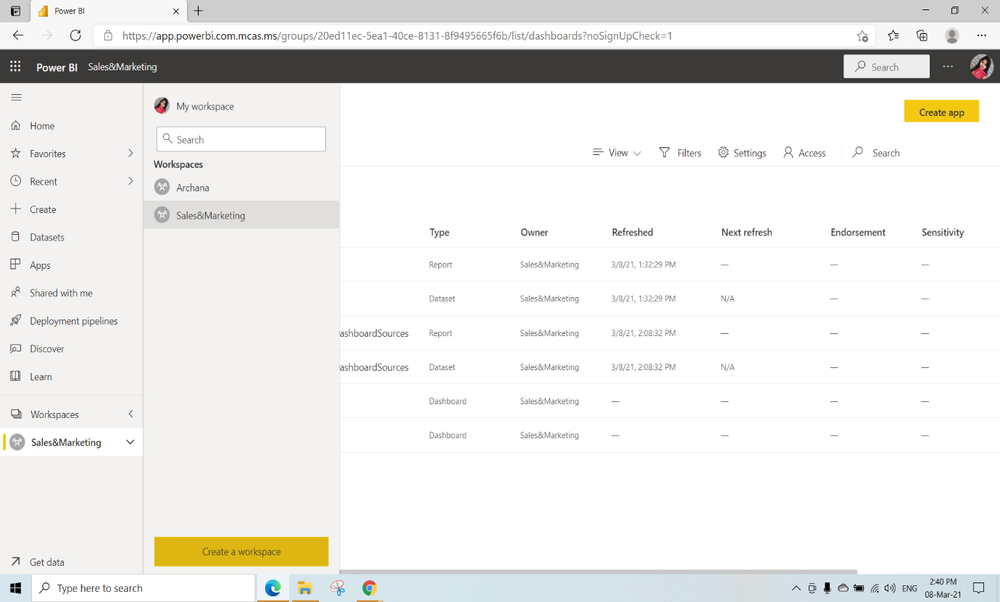 Power BI
https://app.powerbi.com.mcas.ms/groups/20ed11ec-5ea1-40ce-8131-8f9495665f6b/list/dashboards?noSignUpCheck=1
Power BI Sales&Marketing Search
Home
Favorites
Recent
Create
Datasets
Apps
Shared with me
Deployment pipelines
Discover
Learn
Workspaces
Sales&Marketing
Get data
My workspace
Search
Workspaces
Archana
Sales&Marketing
Create a workspace
Create app
View Filters Settings Access Search
Type Owner Refreshed Next refresh Endorsement Sensitivity
Report Sales&Marketing 3/8/21, 1:32:29 PM — — —
Dataset Sales&Marketing 3/8/21, 1:32:29 PM N/A — —
ashboardSources Report Sales&Marketing 3/8/21, 2:08:32 PM — — —
ashboardSources Dataset Sales&Marketing 3/8/21, 2:08:32 PM N/A — —
Dashboard Sales&Marketing — — — —
Dashboard Sales&Marketing — — — —
Type here to search
ENG
2:40 PM
08-Mar-21